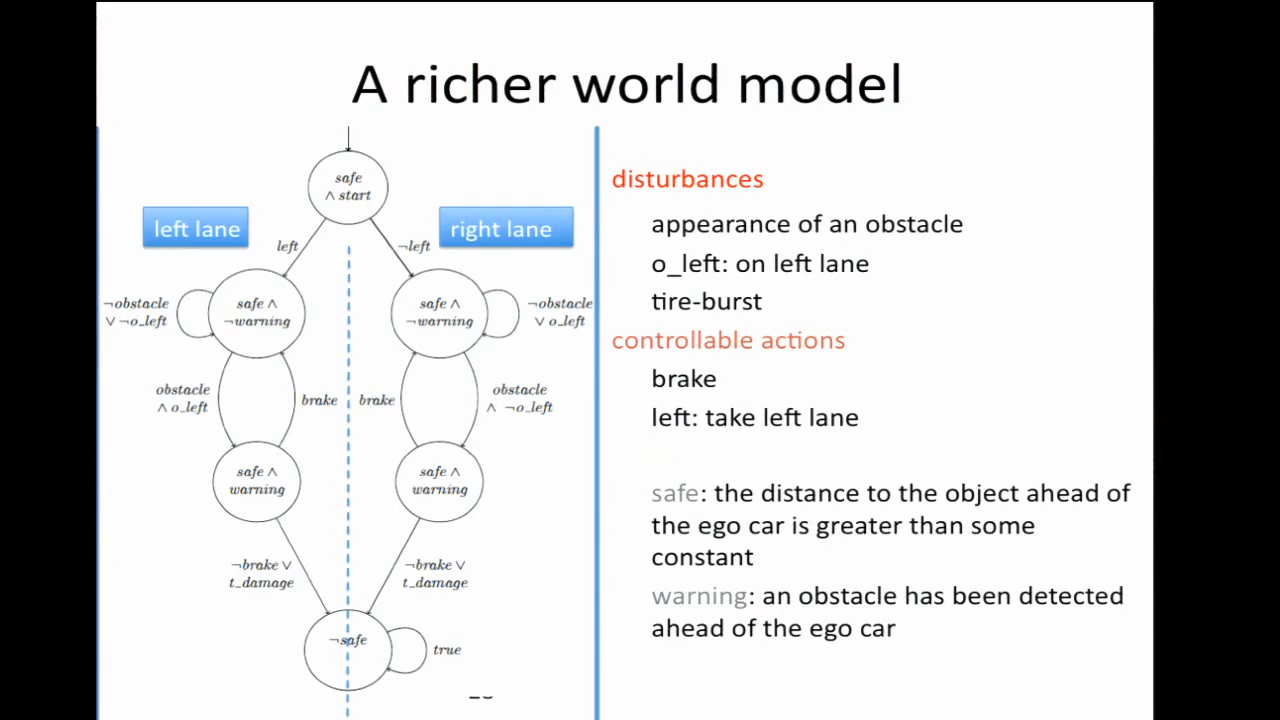 A richer world model
safe
∧ start
left lane
right lane
left
¬left
¬obstacle
∨ ¬o_left
safe ∧
¬warning
safe ∧
¬warning
¬obstacle
∨ o_left
obstacle
∧ o_left
brake
brake
obstacle
∧ ¬o_left
safe ∧
warning
safe ∧
warning
¬brake ∨
t_damage
¬brake ∨
t_damage
¬safe
true
disturbances
appearance of an obstacle
o_left: on left lane
tire-burst
controllable actions
brake
left: take left lane
safe: the distance to the object ahead of
the ego car is greater than some
constant
warning: an obstacle has been detected
ahead of the ego car